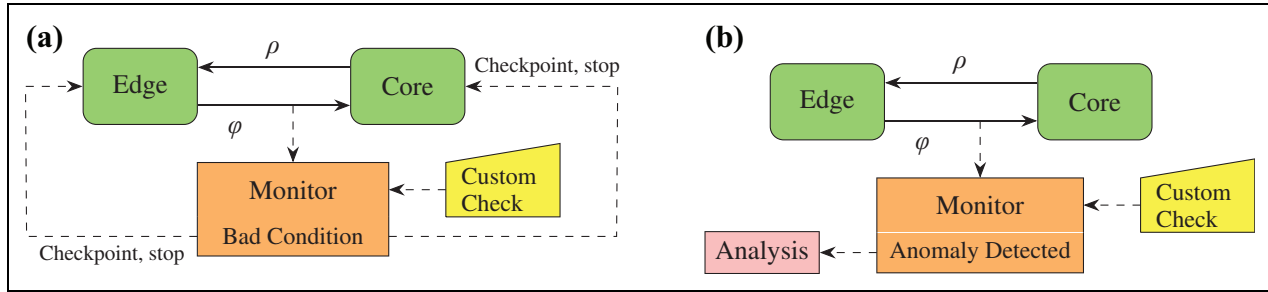 (a)
ρ
Edge
Core
Checkpoint, stop
φ
Monitor
Custom
Check
Bad Condition
Checkpoint, stop
(b)
ρ
Edge
Core
φ
Monitor
Custom
Check
Analysis
Anomaly Detected